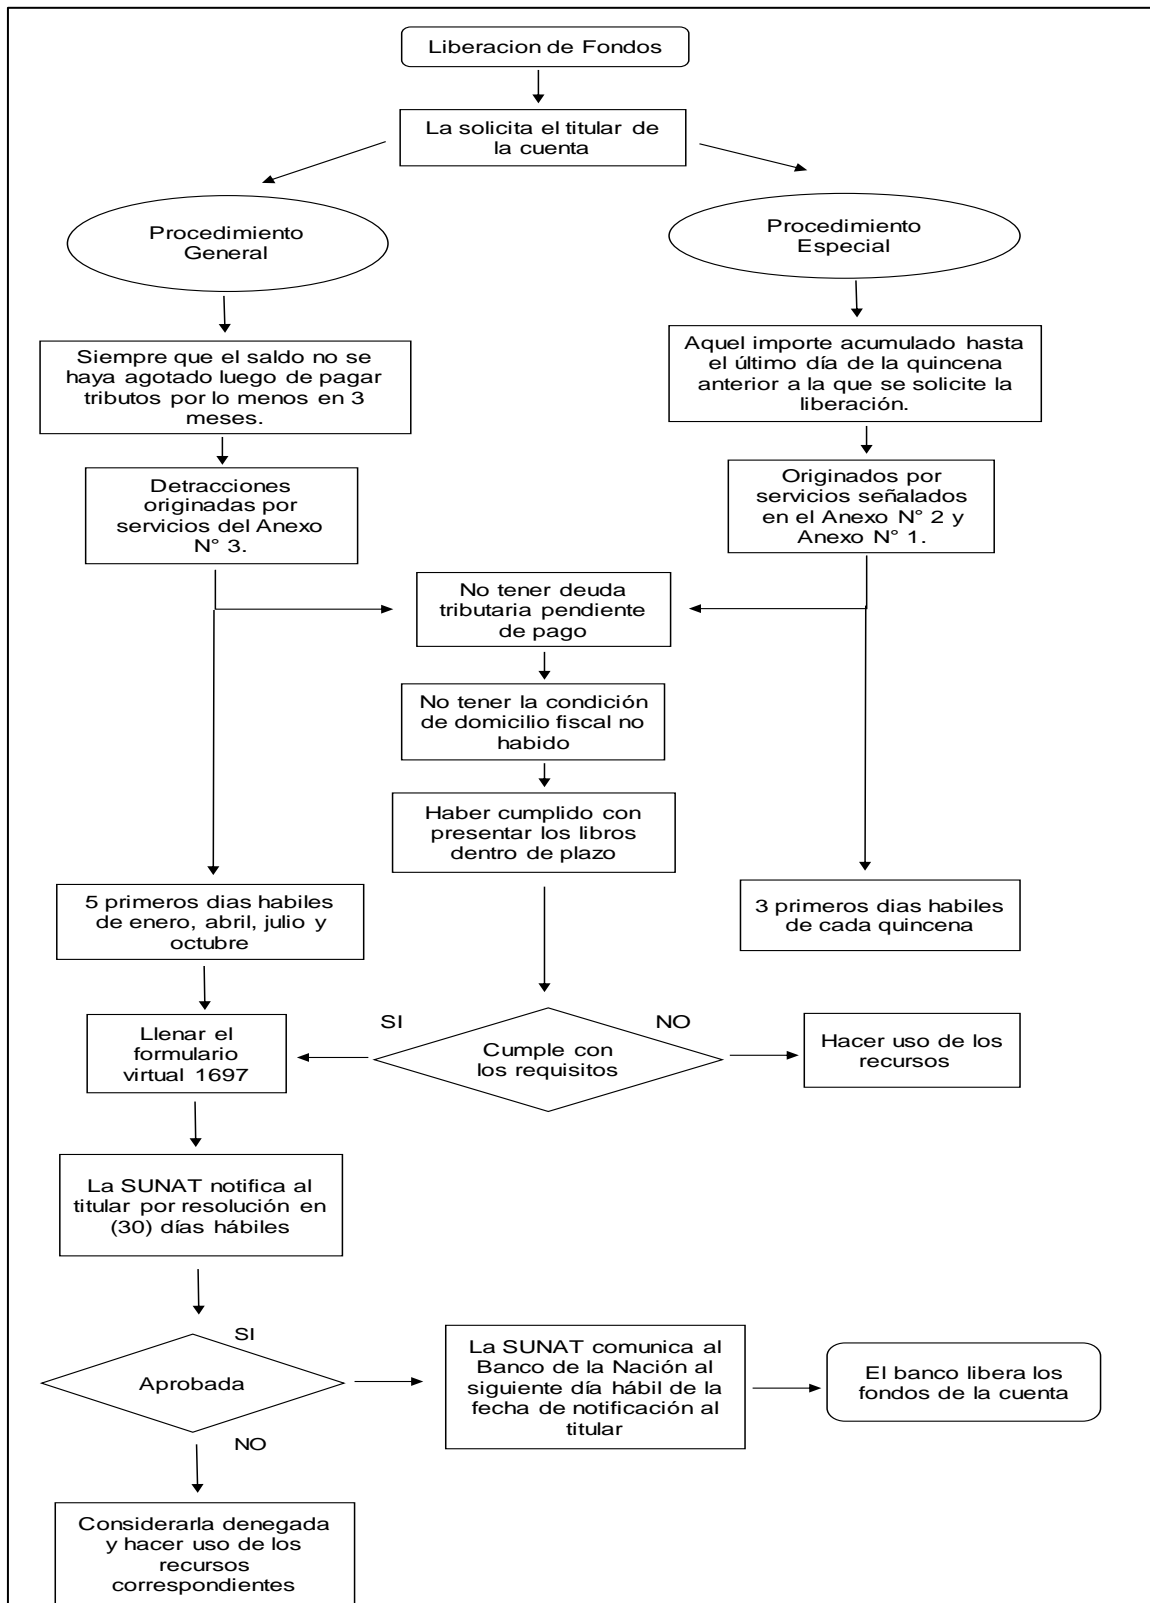 Liberacion de Fondos
La solicita el titular de
la cuenta
Procedimiento
General
Procedimiento
Especial
Siempre que el saldo no se
haya agotado luego de pagar
tributos por lo menos en 3
meses.
Aquel importe acumulado hasta
el último día de la quincena
anterior a la que se solicite la
liberación.
Detracciones
originadas por
servicios del Anexo
N° 3.
Originados por
servicios señalados
en el Anexo N° 2 y
Anexo N° 1.
No tener deuda
tributaria pendiente
de pago
No tener la condición
de domicilio fiscal no
habido
Haber cumplido con
presentar los libros
dentro de plazo
5 primeros dias habiles
de enero, abril, julio y
octubre
3 primeros dias habiles
de cada quincena
SI
NO
Llenar el
formulario
virtual 1697
Cumple con
los requisitos
Hacer uso de los
recursos
La SUNAT notifica al
titular por resolución en
(30) días hábiles
SI
Aprobada
NO
La SUNAT comunica al
Banco de la Nación al
siguiente día hábil de la
fecha de notificación al
titular
El banco libera los
fondos de la cuenta
Considerarla denegada
y hacer uso de los
recursos
correspondientes